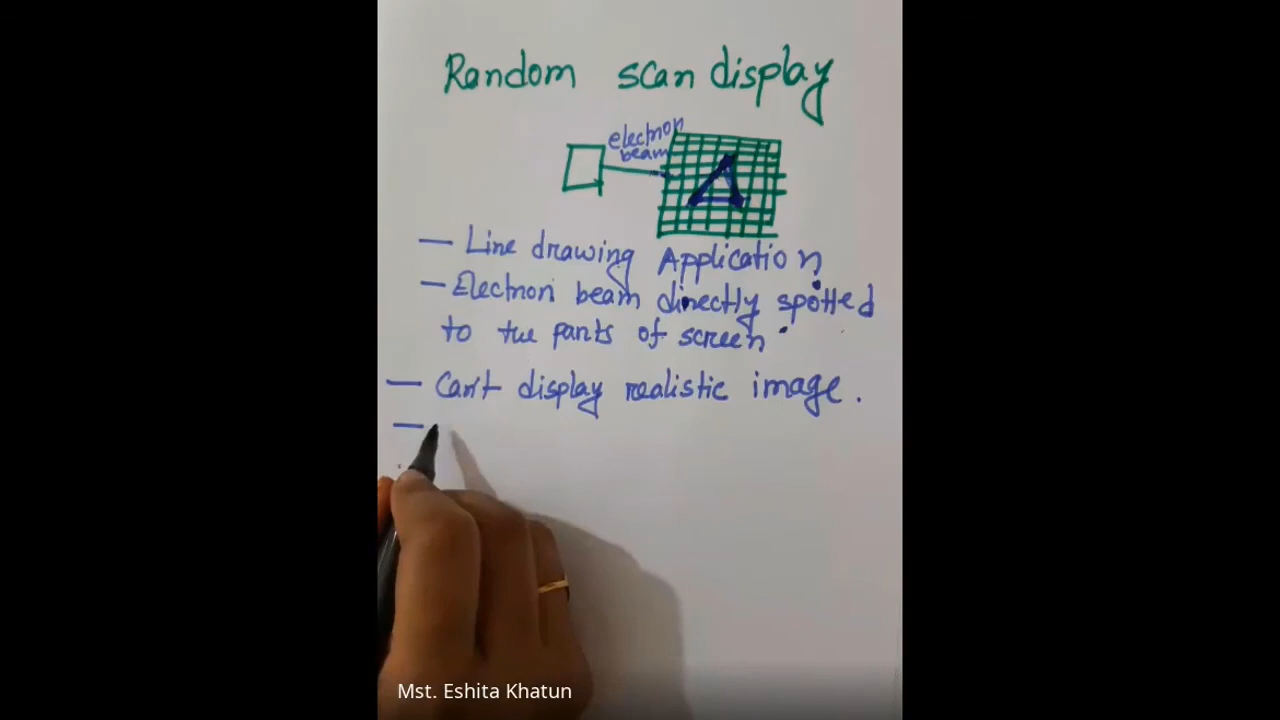 Random scan display
electron
beam
— Line drawing Application
— Electron beam directly spotted
to the parts of screen
— Can't display realistic image.
—
Mst. Eshita Khatun